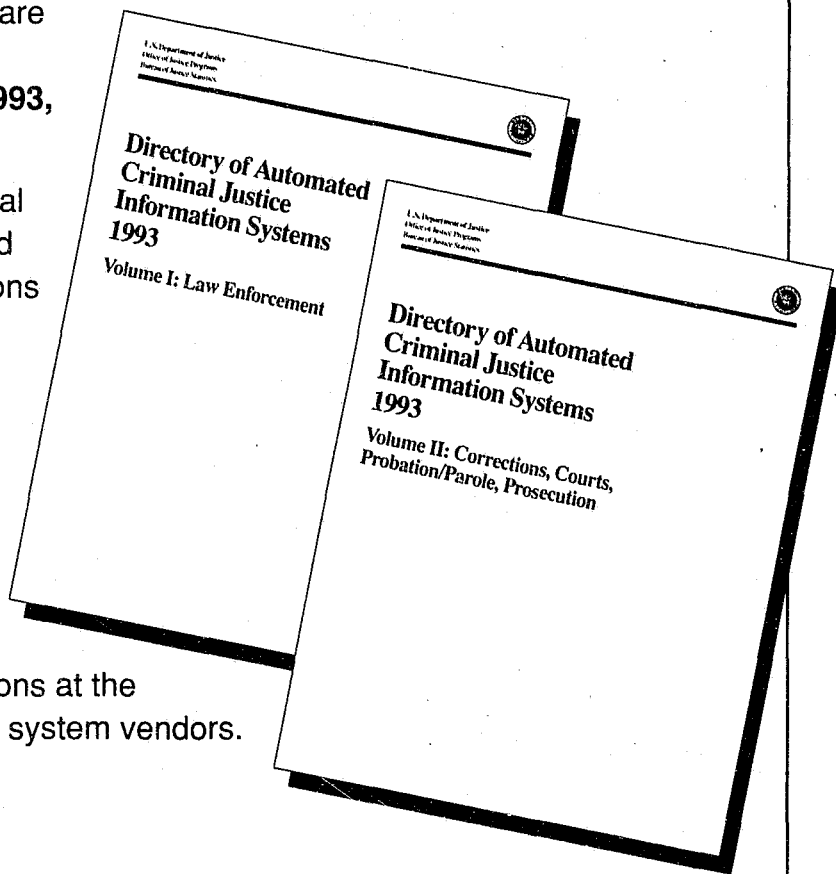 are
993,
al
d
ons
U.S. Department of Justice
Office of Justice Programs
Bureau of Justice Statistics
Directory of Automated
Criminal Justice
Information Systems
1993
Volume I: Law Enforcement
U.S. Department of Justice
Office of Justice Programs
Bureau of Justice Statistics
Directory of Automated
Criminal Justice
Information Systems
1993
Volume II: Corrections, Courts,
Probation/Parole, Prosecution
ons at the
system vendors.